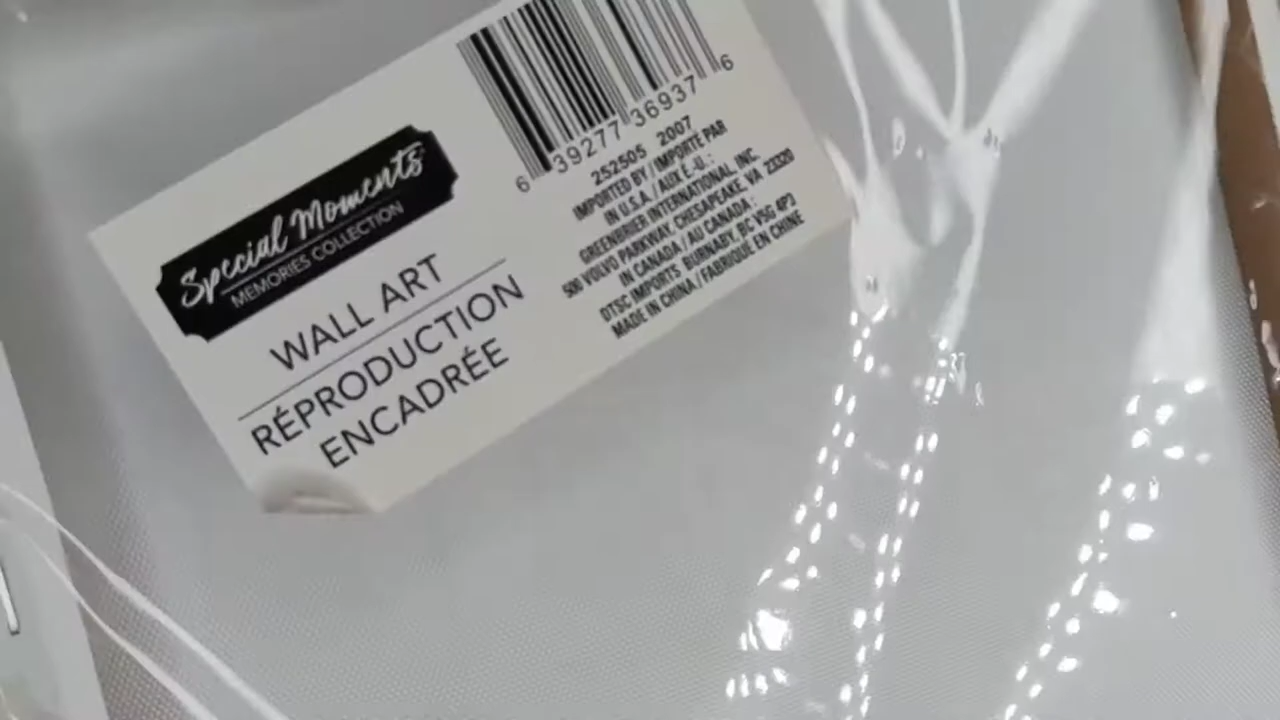 Special Moments
MEMORIES COLLECTION
WALL ART
RÉPRODUCTION
ENCADRÉE
6 39277 36937 6
252505 2007
IMPORTED BY / IMPORTÉ PAR
IN U.S.A. / AUX É.-U. :
GREENBRIER INTERNATIONAL, INC.
500 VOLVO PARKWAY, CHESAPEAKE, VA 23320
IN CANADA / AU CANADA :
DTSC IMPORTS, BURNABY, BC V5G 4P3
MADE IN CHINA / FABRIQUÉ EN CHINE